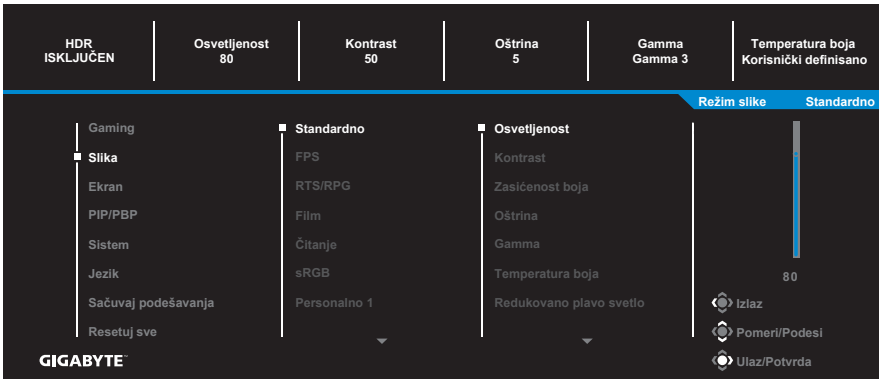 HDR
ISKLJUČEN
Osvetljenost
80
Kontrast
50
Oštrina
5
Gamma
Gamma 3
Temperatura boja
Korisnički definisano
Režim slike Standardno
Gaming
Slika
Ekran
PIP/PBP
Sistem
Jezik
Sačuvaj podešavanja
Resetuj sve
Standardno
FPS
RTS/RPG
Film
Čitanje
sRGB
Personalno 1
Osvetljenost
Kontrast
Zasićenost boja
Oštrina
Gamma
Temperatura boja
Redukovano plavo svetlo
80
Izlaz
Pomeri/Podesi
Ulaz/Potvrda
GIGABYTE™